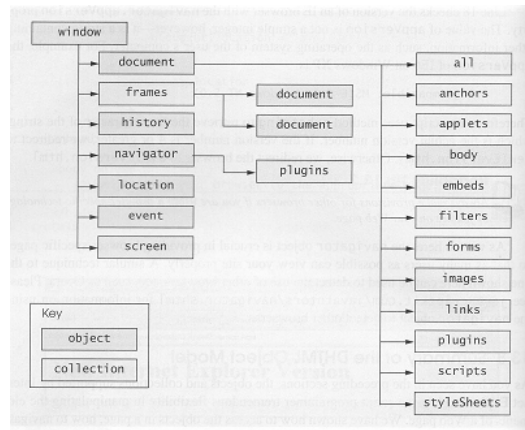 window
document
frames
history
navigator
location
event
screen
document
document
plugins
all
anchors
applets
body
embeds
filters
forms
images
links
plugins
scripts
styleSheets
Key
object
collection